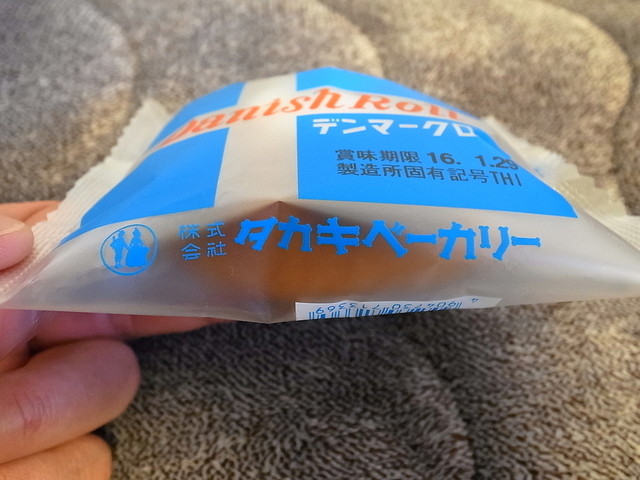 Danish Roll
デンマークロ
賞味期限 16. 1.29
製造所固有記号THI
株式会社 タカキベーカリー